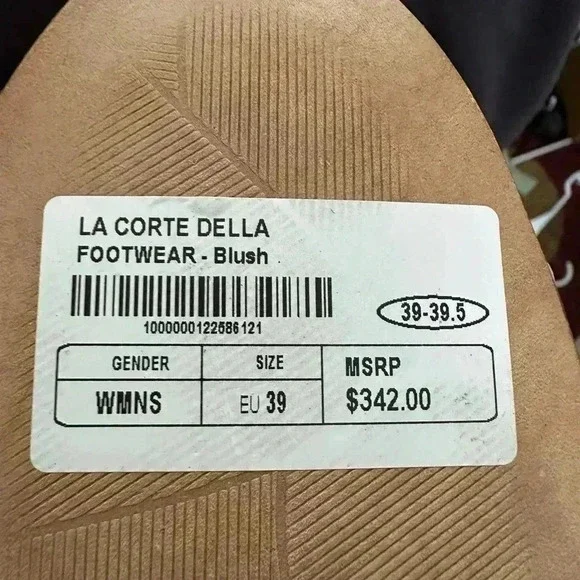 LA CORTE DELLA
FOOTWEAR - Blush
1000000122586121
39-39.5
GENDER SIZE MSRP
WMNS EU 39 $342.00